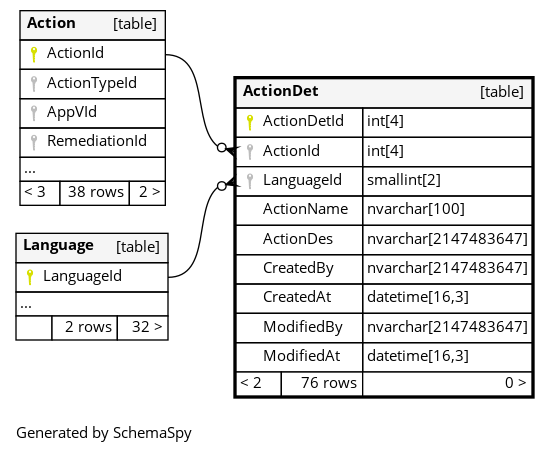 Action [table]
ActionId
ActionTypeId
AppVId
RemediationId
...
< 3 38 rows 2 >
Language [table]
LanguageId
...
2 rows 32 >
ActionDet [table]
ActionDetId int[4]
ActionId int[4]
LanguageId smallint[2]
ActionName nvarchar[100]
ActionDes nvarchar[2147483647]
CreatedBy nvarchar[2147483647]
CreatedAt datetime[16,3]
ModifiedBy nvarchar[2147483647]
ModifiedAt datetime[16,3]
< 2 76 rows 0 >
Generated by SchemaSpy